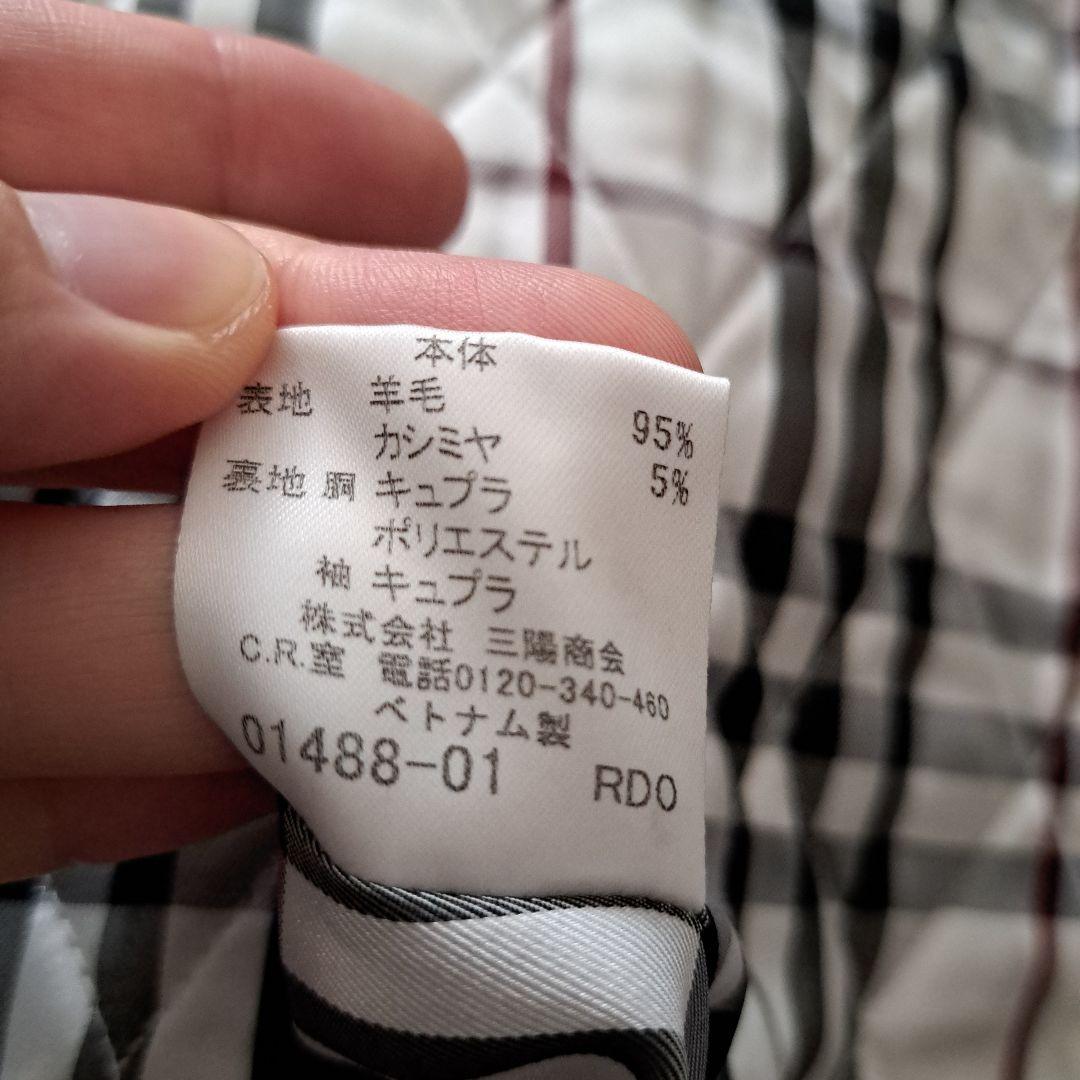 本体
表地 羊毛 95%
カシミヤ 5%
裏地 胴 キュプラ
ポリエステル
袖 キュプラ
株式会社 三陽商会
C.R.室 電話0120-340-460
ベトナム製
01488-01 RDO